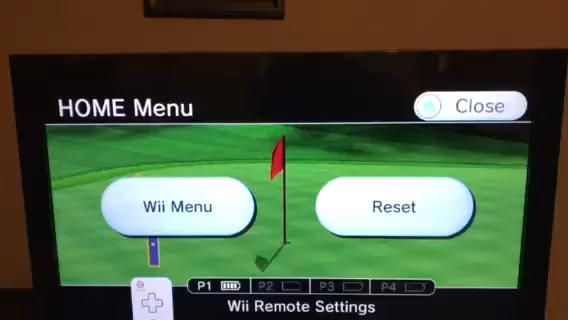 HOME Menu
Close
Wii Menu
Reset
P1 P2 P3 P4
Wii Remote Settings